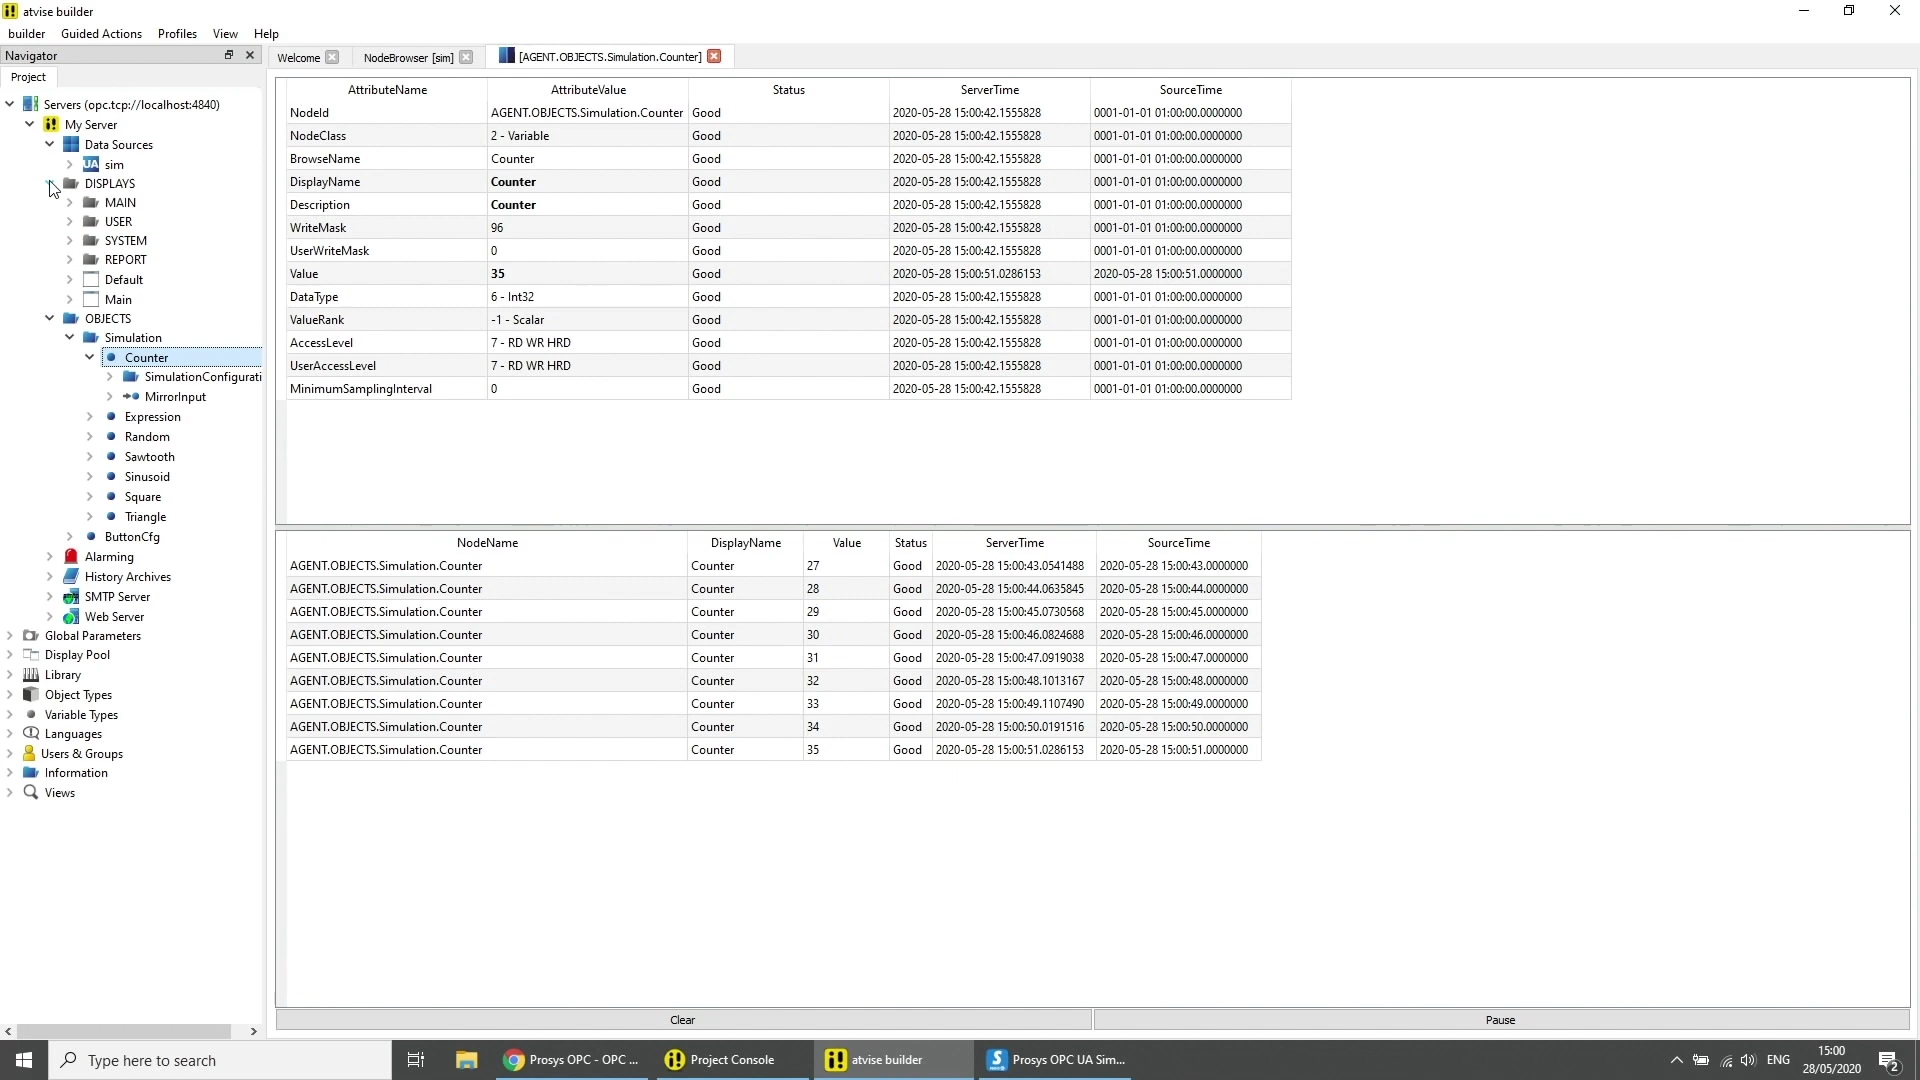 atvise builder
builder Guided Actions Profiles View Help
Navigator
Welcome NodeBrowser [sim] [AGENT.OBJECTS.Simulation.Counter]
Project
Servers (opc.tcp://localhost:4840)
My Server
Data Sources
UA sim
DISPLAYS
MAIN
USER
SYSTEM
REPORT
Default
Main
OBJECTS
Simulation
Counter
SimulationConfigurati
MirrorInput
Expression
Random
Sawtooth
Sinusoid
Square
Triangle
ButtonCfg
Alarming
History Archives
SMTP Server
Web Server
Global Parameters
Display Pool
Library
Object Types
Variable Types
Languages
Users & Groups
Information
Views
AttributeName AttributeValue Status ServerTime SourceTime
NodeId AGENT.OBJECTS.Simulation.Counter Good 2020-05-28 15:00:42.1555828 0001-01-01 01:00:00.0000000
NodeClass 2 - Variable Good 2020-05-28 15:00:42.1555828 0001-01-01 01:00:00.0000000
BrowseName Counter Good 2020-05-28 15:00:42.1555828 0001-01-01 01:00:00.0000000
DisplayName Counter Good 2020-05-28 15:00:42.1555828 0001-01-01 01:00:00.0000000
Description Counter Good 2020-05-28 15:00:42.1555828 0001-01-01 01:00:00.0000000
WriteMask 96 Good 2020-05-28 15:00:42.1555828 0001-01-01 01:00:00.0000000
UserWriteMask 0 Good 2020-05-28 15:00:42.1555828 0001-01-01 01:00:00.0000000
Value 35 Good 2020-05-28 15:00:51.0286153 2020-05-28 15:00:51.0000000
DataType 6 - Int32 Good 2020-05-28 15:00:42.1555828 0001-01-01 01:00:00.0000000
ValueRank -1 - Scalar Good 2020-05-28 15:00:42.1555828 0001-01-01 01:00:00.0000000
AccessLevel 7 - RD WR HRD Good 2020-05-28 15:00:42.1555828 0001-01-01 01:00:00.0000000
UserAccessLevel 7 - RD WR HRD Good 2020-05-28 15:00:42.1555828 0001-01-01 01:00:00.0000000
MinimumSamplingInterval 0 Good 2020-05-28 15:00:42.1555828 0001-01-01 01:00:00.0000000
NodeName DisplayName Value Status ServerTime SourceTime
AGENT.OBJECTS.Simulation.Counter Counter 27 Good 2020-05-28 15:00:43.0541488 2020-05-28 15:00:43.0000000
AGENT.OBJECTS.Simulation.Counter Counter 28 Good 2020-05-28 15:00:44.0635845 2020-05-28 15:00:44.0000000
AGENT.OBJECTS.Simulation.Counter Counter 29 Good 2020-05-28 15:00:45.0730568 2020-05-28 15:00:45.0000000
AGENT.OBJECTS.Simulation.Counter Counter 30 Good 2020-05-28 15:00:46.0824688 2020-05-28 15:00:46.0000000
AGENT.OBJECTS.Simulation.Counter Counter 31 Good 2020-05-28 15:00:47.0919038 2020-05-28 15:00:47.0000000
AGENT.OBJECTS.Simulation.Counter Counter 32 Good 2020-05-28 15:00:48.1013167 2020-05-28 15:00:48.0000000
AGENT.OBJECTS.Simulation.Counter Counter 33 Good 2020-05-28 15:00:49.1107490 2020-05-28 15:00:49.0000000
AGENT.OBJECTS.Simulation.Counter Counter 34 Good 2020-05-28 15:00:50.0191516 2020-05-28 15:00:50.0000000
AGENT.OBJECTS.Simulation.Counter Counter 35 Good 2020-05-28 15:00:51.0286153 2020-05-28 15:00:51.0000000
Clear Pause
Type here to search Prosys OPC - OPC ... Project Console atvise builder Prosys OPC UA Sim... ENG 15:00
28/05/2020 2